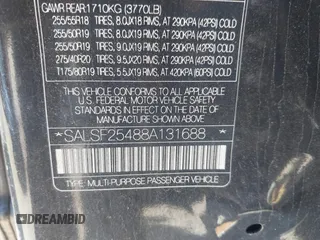 GAWR REAR 1710KG (3770LB)
255/55R18 TIRES, 8.0JX18 RIMS, AT 290KPA (42PSI) COLD
255/50R19 TIRES, 8.0JX19 RIMS, AT 290KPA (42PSI) COLD
255/50R19 TIRES, 9.0JX19 RIMS, AT 290KPA (42PSI) COLD
275/40R20 TIRES, 9.5JX20 RIMS, AT 290KPA (42PSI) COLD
T175/80R19 TIRES, 5.5JX19 RIMS, AT 420KPA (60PSI) COLD
THIS VEHICLE CONFORMS TO ALL APPLICABLE
FEDERAL MOTOR VEHICLE SAFETY AND THEFT PREVENTION
STANDARDS IN EFFECT ON THE DATE OF
MANUFACTURE SHOWN ABOVE
*SALSF25488A131688 *
TYPE: MULTI-PURPOSE PASSENGER VEHICLE
DREAMBID